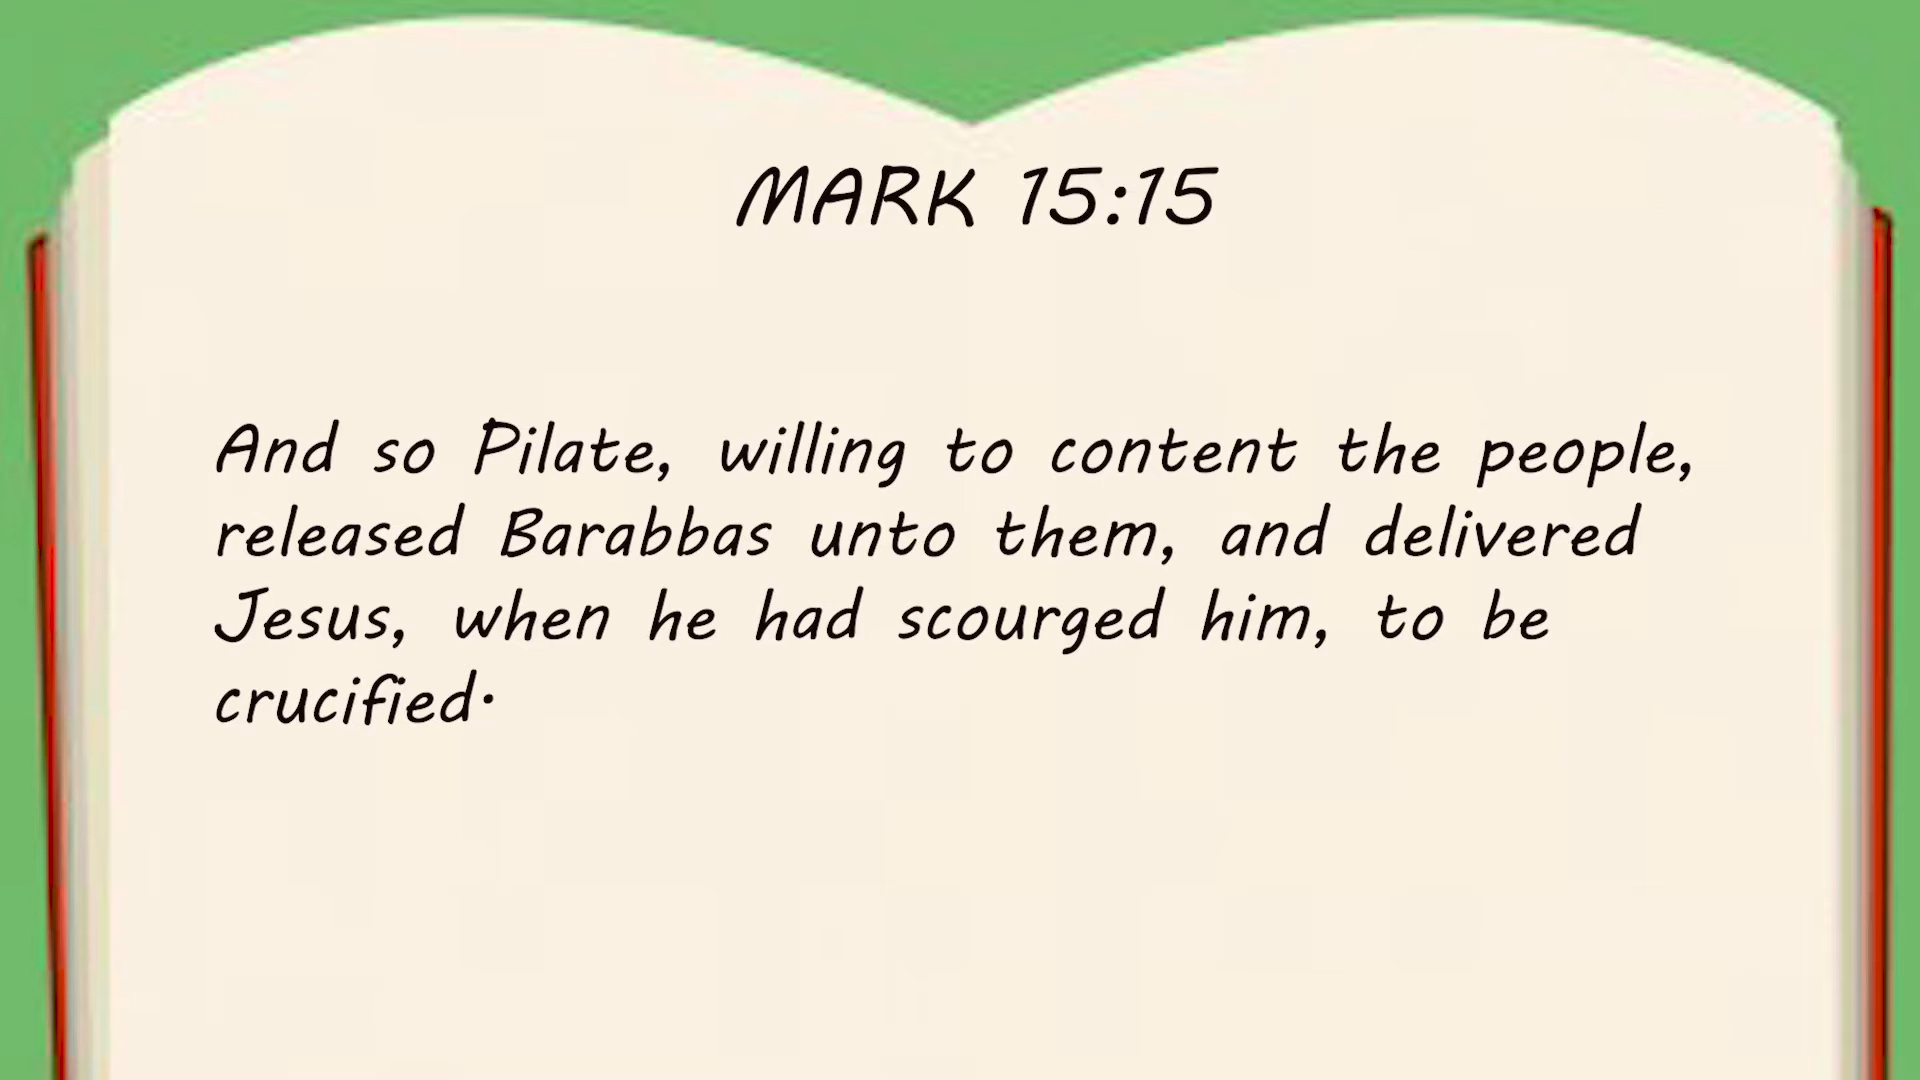 MARK 15:15
And so Pilate, willing to content the people,
released Barabbas unto them, and delivered
Jesus, when he had scourged him, to be
crucified.